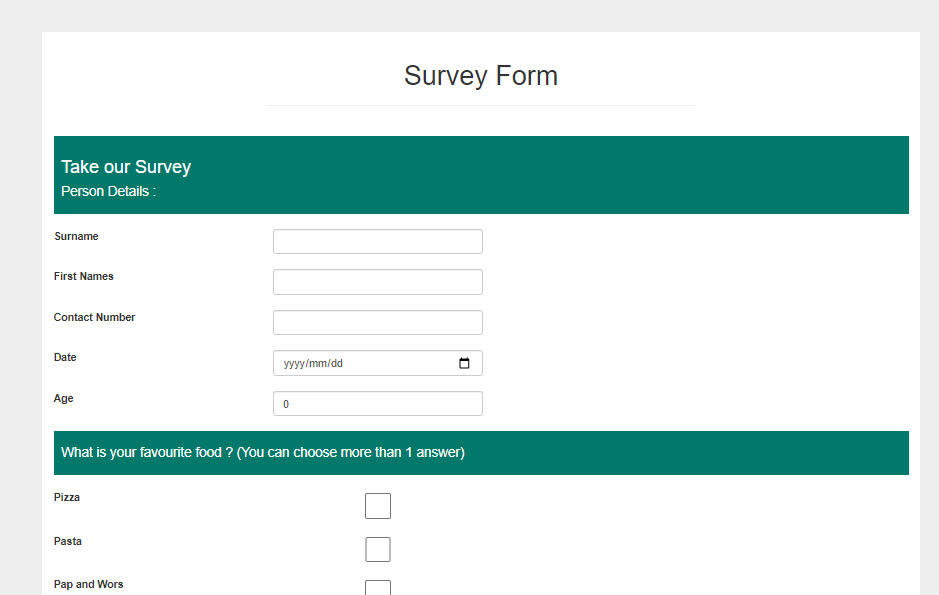 Survey Form
Take our Survey
Person Details :
Surname
First Names
Contact Number
Date
yyyy/mm/dd
Age
0
What is your favourite food ? (You can choose more than 1 answer)
Pizza
Pasta
Pap and Wors